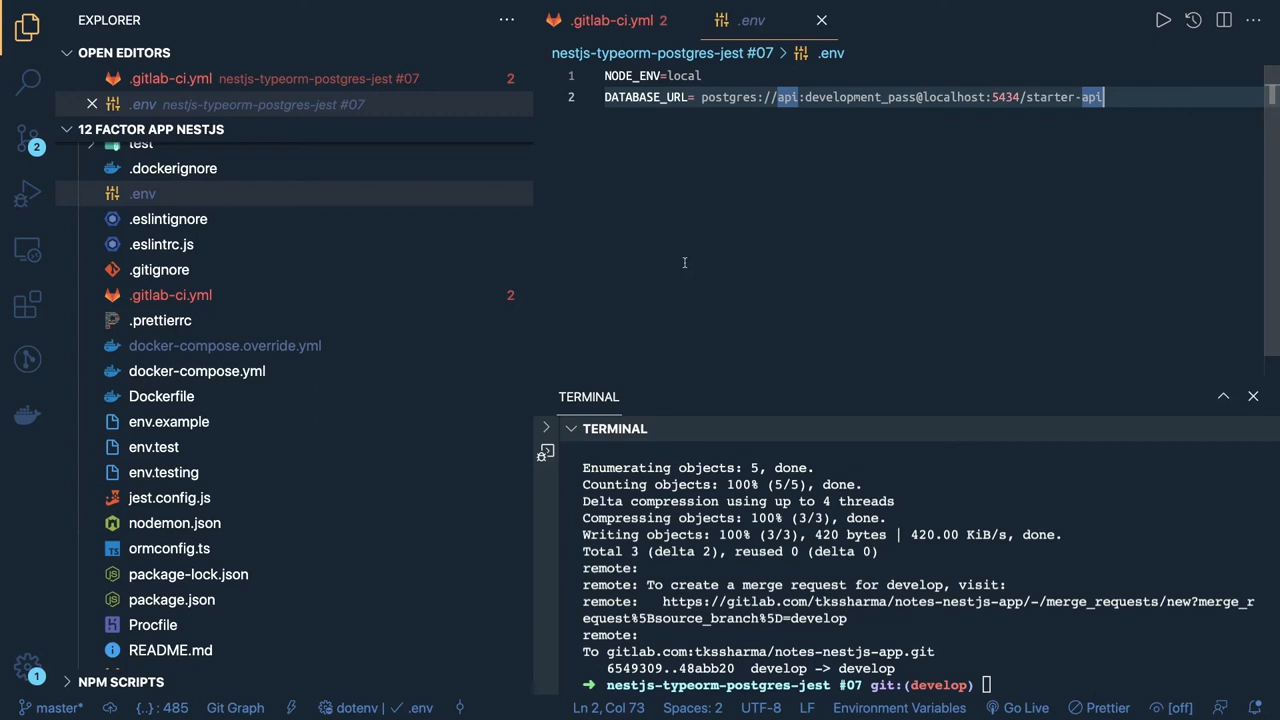 EXPLORER
OPEN EDITORS
.gitlab-ci.yml nestjs-typeorm-postgres-jest #07 2
.env nestjs-typeorm-postgres-jest #07
12 FACTOR APP NESTJS
test
.dockerignore
.env
.eslintignore
.eslintrc.js
.gitignore
.gitlab-ci.yml 2
.prettierrc
docker-compose.override.yml
docker-compose.yml
Dockerfile
env.example
env.test
env.testing
jest.config.js
nodemon.json
ormconfig.ts
package-lock.json
package.json
Procfile
README.md
NPM SCRIPTS
2
1
.gitlab-ci.yml 2
.env
nestjs-typeorm-postgres-jest #07 > .env
1 NODE_ENV=local
2 DATABASE_URL= postgres://api:development_pass@localhost:5434/starter-api
TERMINAL
TERMINAL
Enumerating objects: 5, done.
Counting objects: 100% (5/5), done.
Delta compression using up to 4 threads
Compressing objects: 100% (3/3), done.
Writing objects: 100% (3/3), 420 bytes | 420.00 KiB/s, done.
Total 3 (delta 2), reused 0 (delta 0)
remote:
remote: To create a merge request for develop, visit:
remote:   https://gitlab.com/tkssharma/notes-nestjs-app/-/merge_requests/new?merge_r
equest%5Bsource_branch%5D=develop
remote:
To gitlab.com:tkssharma/notes-nestjs-app.git
6549309..48abb20  develop -> develop
➜ nestjs-typeorm-postgres-jest #07 git:(develop)
master* {..} : 485 Git Graph dotenv | .env Ln 2, Col 73 Spaces: 2 UTF-8 LF Environment Variables Go Live Prettier [off]